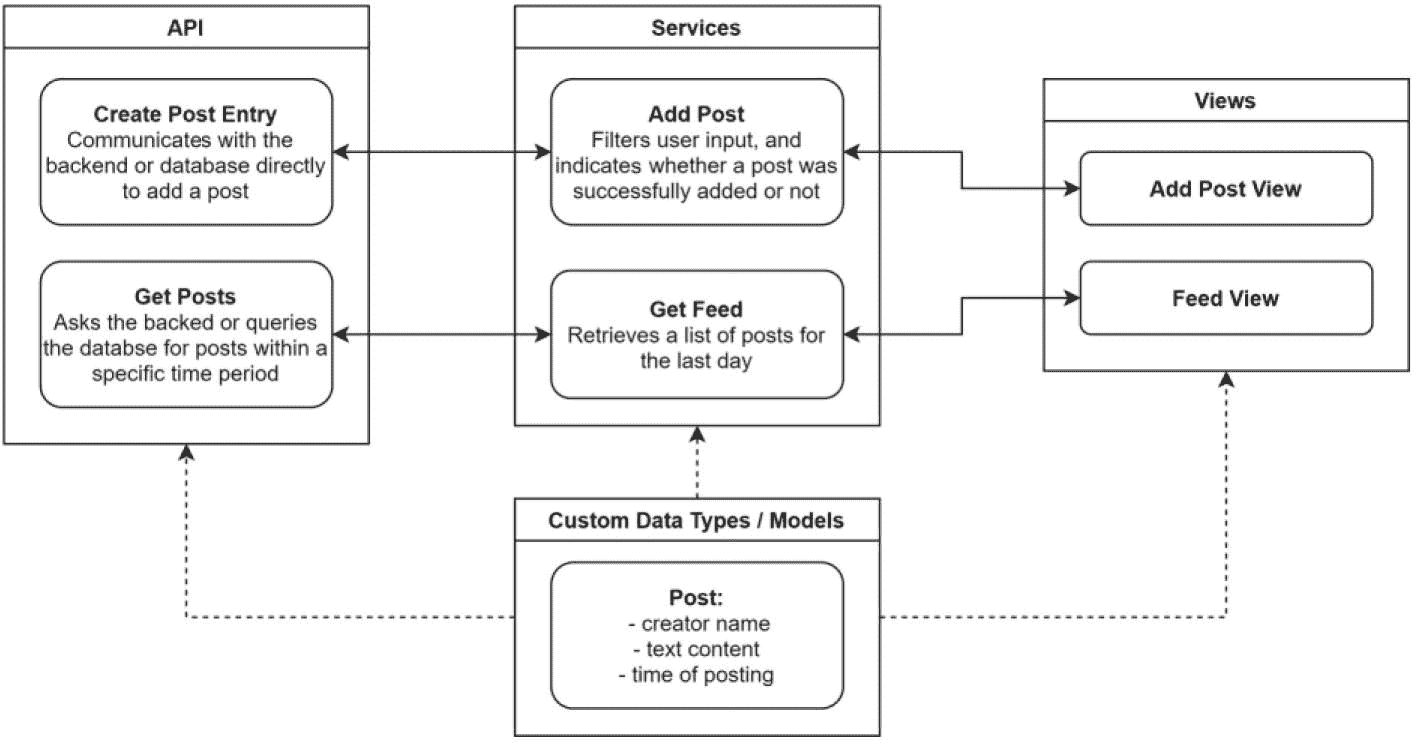 API
Create Post Entry
Communicates with the
backend or database directly
to add a post
Get Posts
Asks the backed or queries
the databse for posts within a
specific time period
Services
Add Post
Filters user input, and
indicates whether a post was
successfully added or not
Get Feed
Retrieves a list of posts for
the last day
Views
Add Post View
Feed View
Custom Data Types / Models
Post:
- creator name
- text content
- time of posting